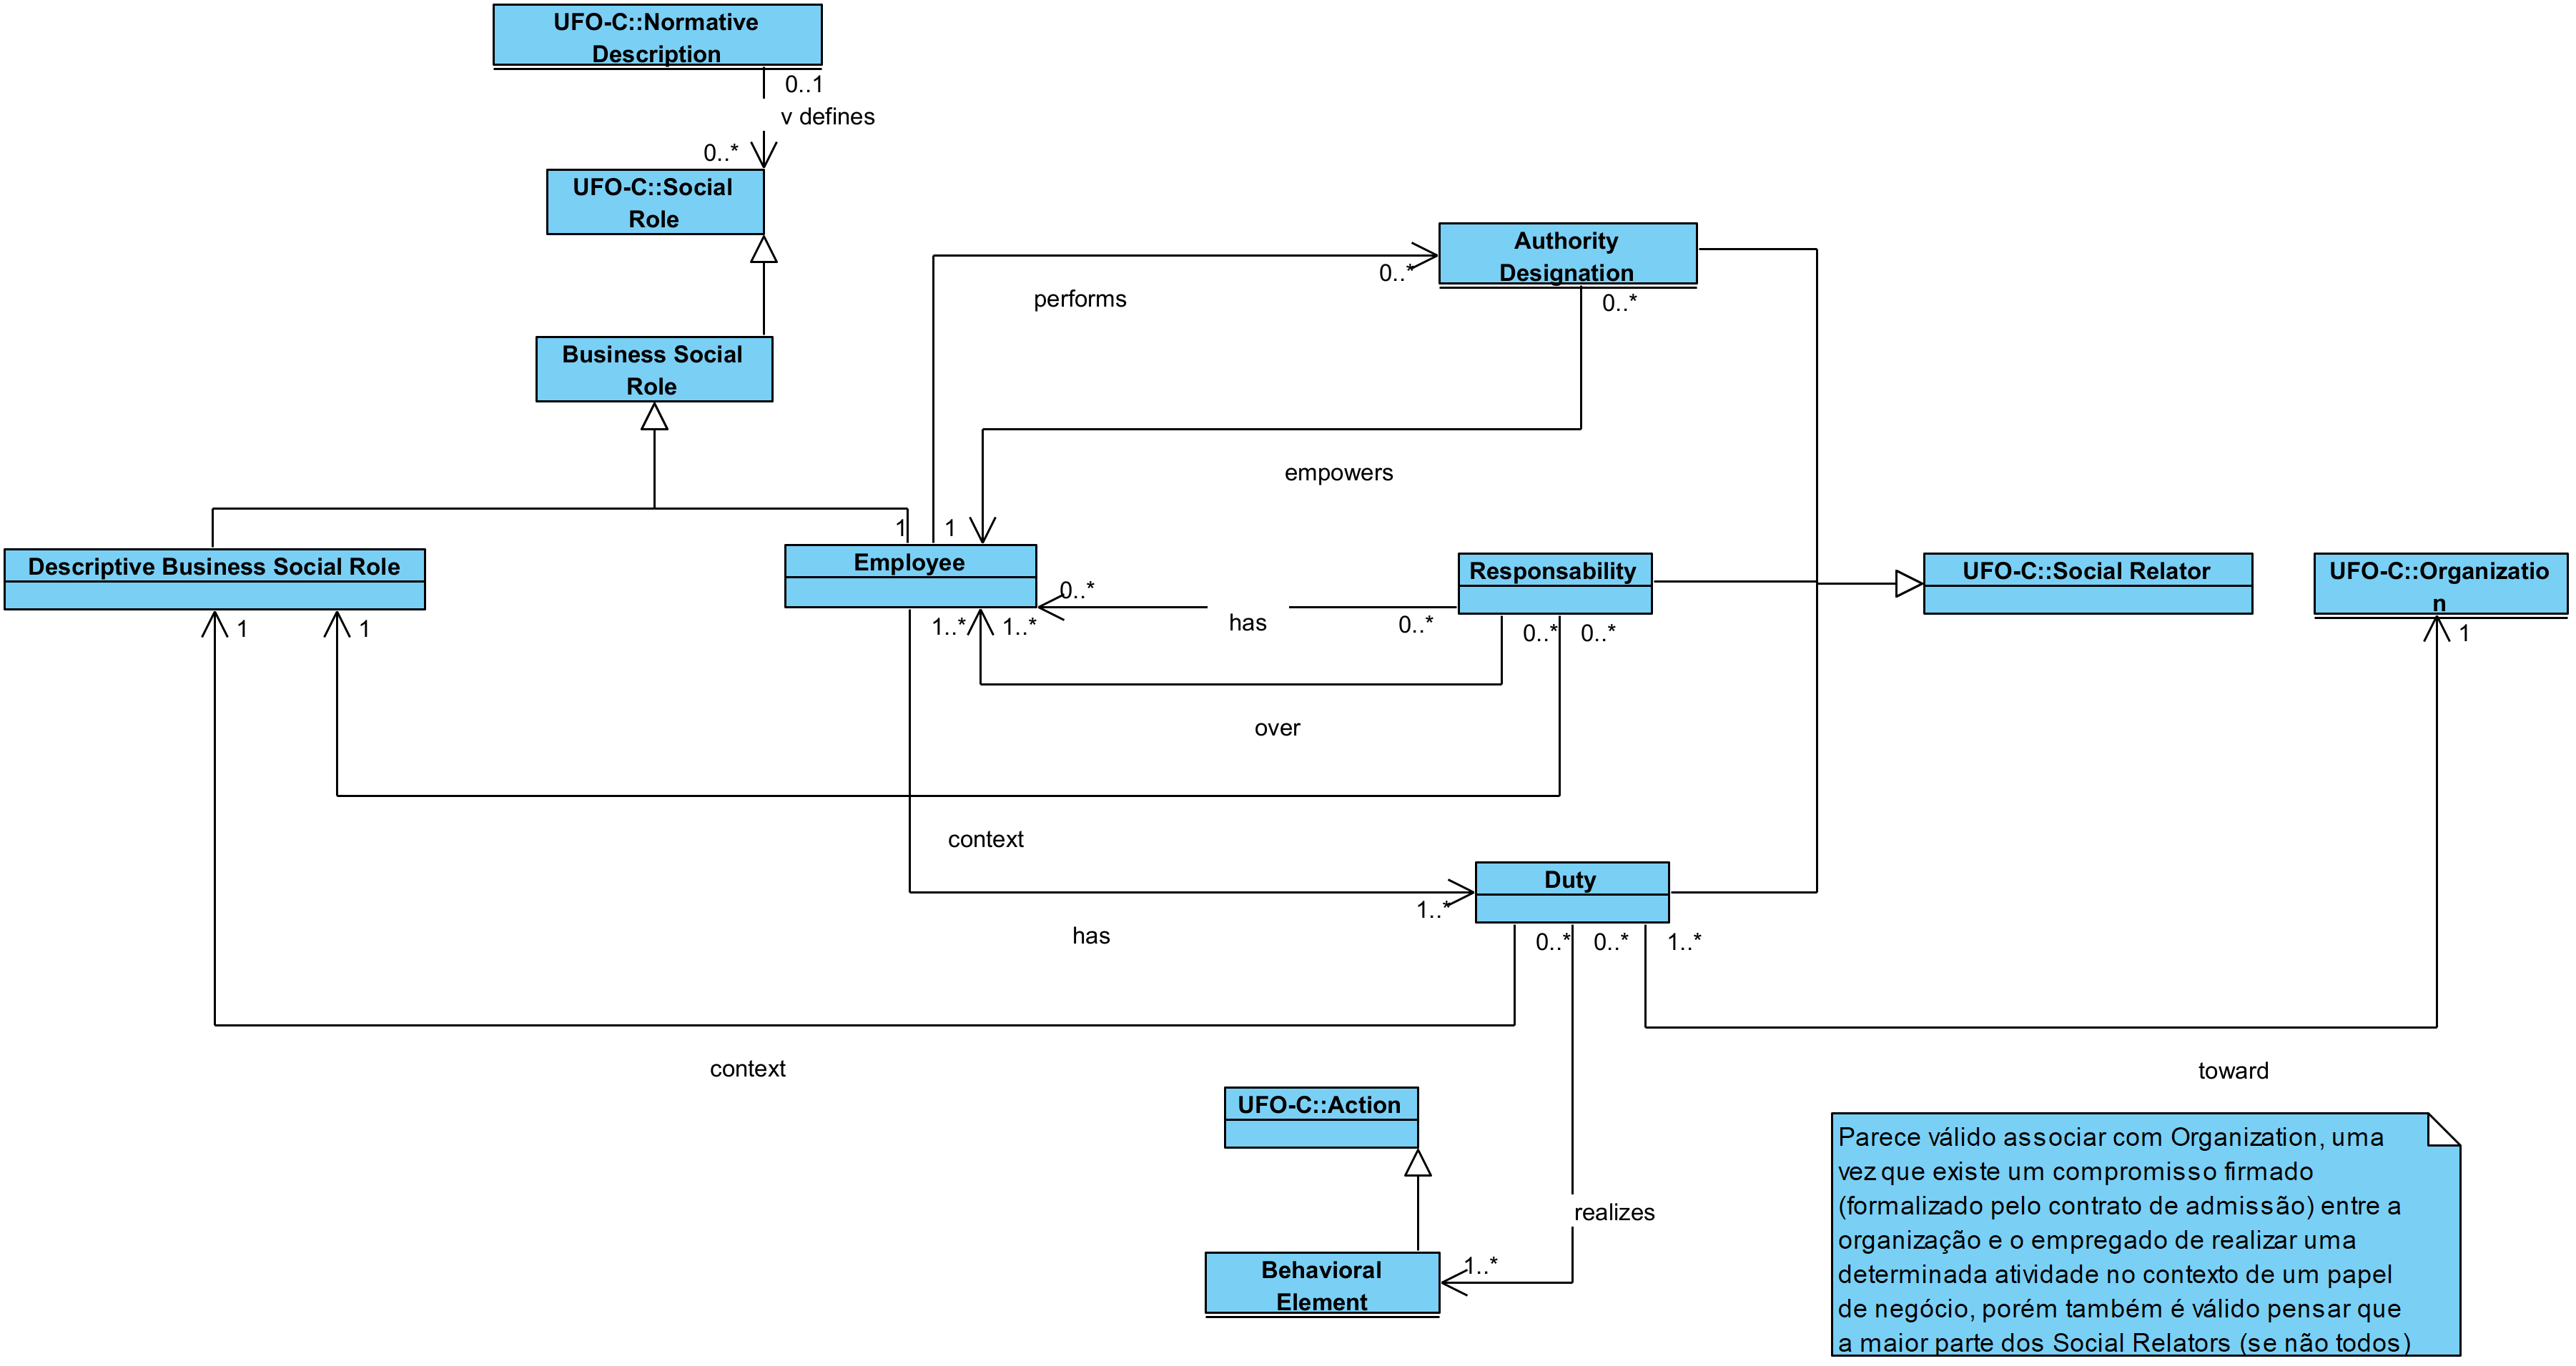 UFO-C::Normative
Description
0..1
v defines
0..*
UFO-C::Social
Role
Authority
Designation
0..*
performs
0..*
Business Social
Role
empowers
1
1
Descriptive Business Social Role
Employee
Responsability
UFO-C::Social Relator
UFO-C::Organizatio
n
0..*
has
0..*
1
1
1..*
1..*
0..*
0..*
1
over
context
Duty
1..*
has
0..*
0..*
1..*
context
toward
UFO-C::Action
realizes
Behavioral
Element
1..*
Parece válido associar com Organization, uma
vez que existe um compromisso firmado
(formalizado pelo contrato de admissão) entre a
organização e o empregado de realizar uma
determinada atividade no contexto de um papel
de negócio, porém também é válido pensar que
a maior parte dos Social Relators (se não todos)